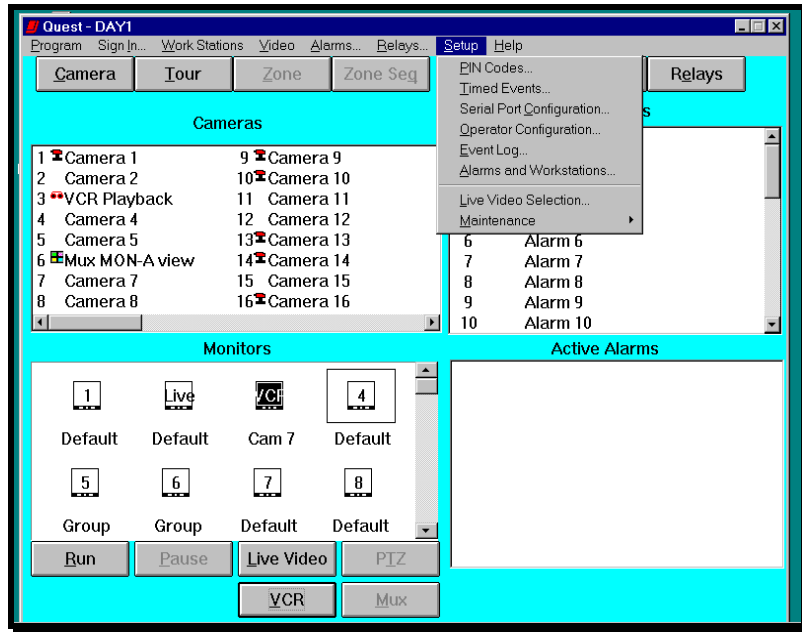 Quest - DAY1
Program Sign In... Work Stations Video Alarms... Relays... Setup Help
Camera Tour Zone Zone Seq Relays
PIN Codes...
Timed Events...
Serial Port Configuration...
Operator Configuration...
Event Log...
Alarms and Workstations...
Live Video Selection...
Maintenance
Cameras s
1 Camera 1 9 Camera 9
2 Camera 2 10 Camera 10
3 VCR Playback 11 Camera 11
4 Camera 4 12 Camera 12
5 Camera 5 13 Camera 13
6 Mux MON-A view 14 Camera 14
7 Camera 7 15 Camera 15
8 Camera 8 16 Camera 16
6 Alarm 6
7 Alarm 7
8 Alarm 8
9 Alarm 9
10 Alarm 10
Monitors
1 Live VCR 4
Default Default Cam 7 Default
5 6 7 8
Group Group Default Default
Run Pause Live Video PTZ
VCR Mux
Active Alarms